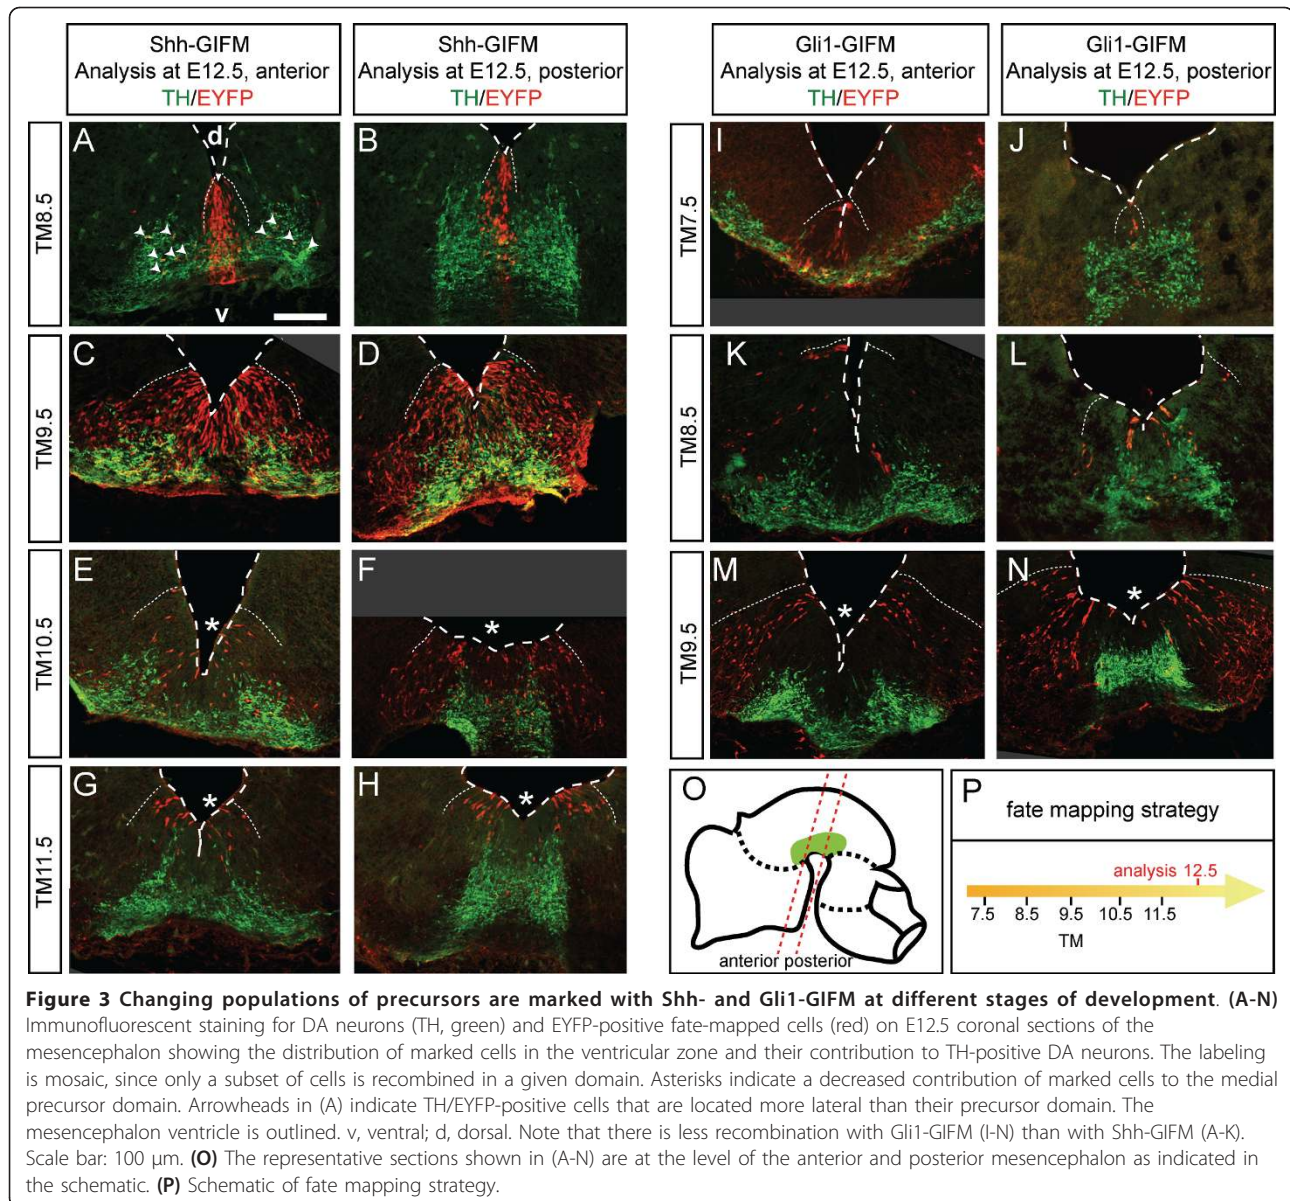 Shh-GIFM
Analysis at E12.5, anterior
TH/EYFP
Shh-GIFM
Analysis at E12.5, posterior
TH/EYFP
Gli1-GIFM
Analysis at E12.5, anterior
TH/EYFP
Gli1-GIFM
Analysis at E12.5, posterior
TH/EYFP
TM8.5
A
d
v
B
TM9.5
C
D
TM10.5
E
*
F
*
TM11.5
G
*
H
*
TM7.5
I
J
TM8.5
K
L
TM9.5
M
*
N
*
O
anterior posterior
P
fate mapping strategy
analysis 12.5
7.5 8.5 9.5 10.5 11.5
TM
Figure 3 Changing populations of precursors are marked with Shh- and Gli1-GIFM at different stages of development. (A-N)
Immunofluorescent staining for DA neurons (TH, green) and EYFP-positive fate-mapped cells (red) on E12.5 coronal sections of the
mesencephalon showing the distribution of marked cells in the ventricular zone and their contribution to TH-positive DA neurons. The labeling
is mosaic, since only a subset of cells is recombined in a given domain. Asterisks indicate a decreased contribution of marked cells to the medial
precursor domain. Arrowheads in (A) indicate TH/EYFP-positive cells that are located more lateral than their precursor domain. The
mesencephalon ventricle is outlined. v, ventral; d, dorsal. Note that there is less recombination with Gli1-GIFM (I-N) than with Shh-GIFM (A-K).
Scale bar: 100 μm. (O) The representative sections shown in (A-N) are at the level of the anterior and posterior mesencephalon as indicated in
the schematic. (P) Schematic of fate mapping strategy.